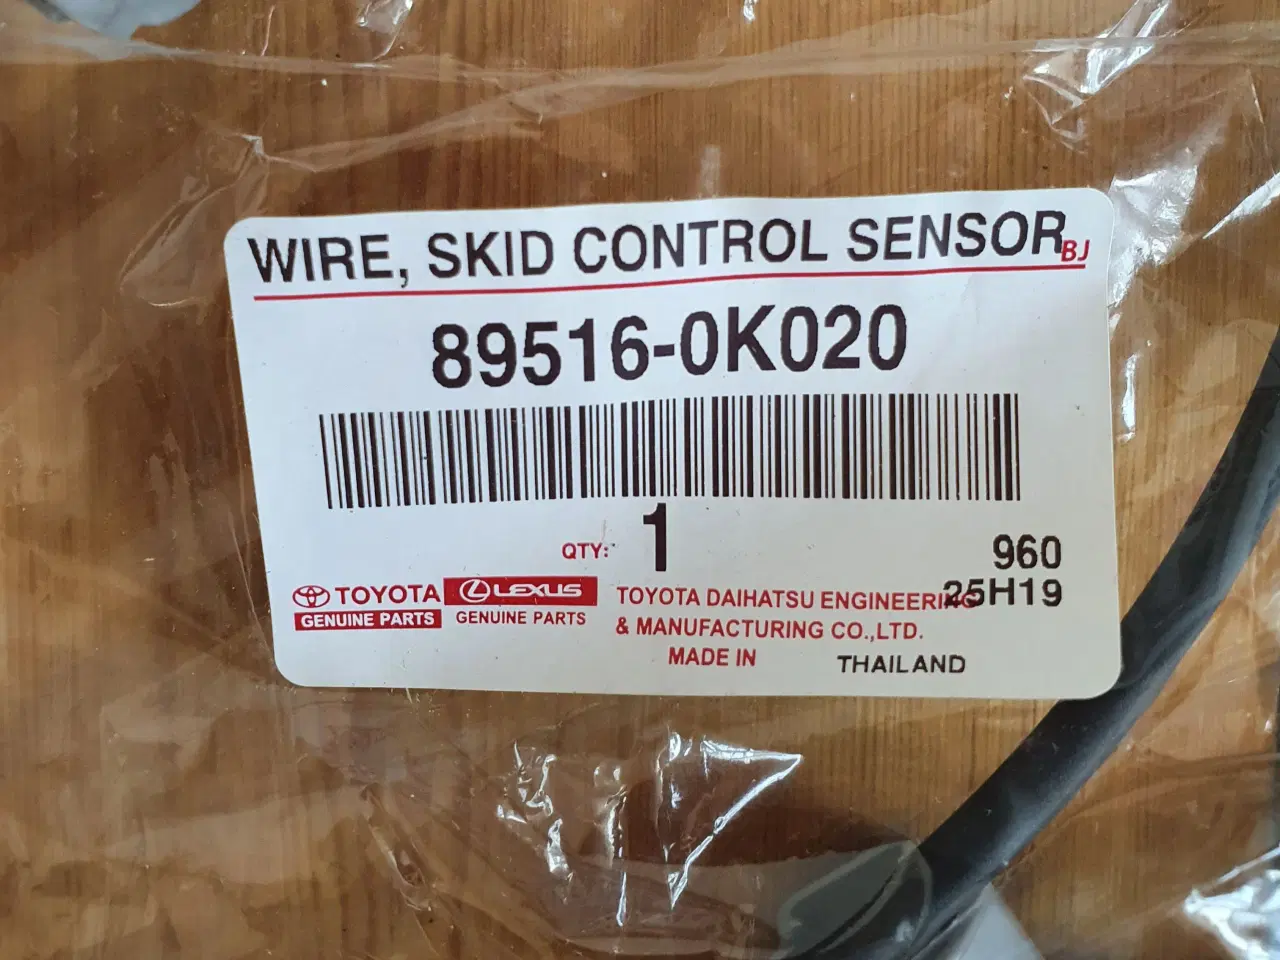 WIRE, SKID CONTROL SENSOR BJ
89516-0K020
QTY: 1
960
25H19
TOYOTA
GENUINE PARTS
LEXUS
GENUINE PARTS
TOYOTA DAIHATSU ENGINEERING
& MANUFACTURING CO.,LTD.
MADE IN THAILAND